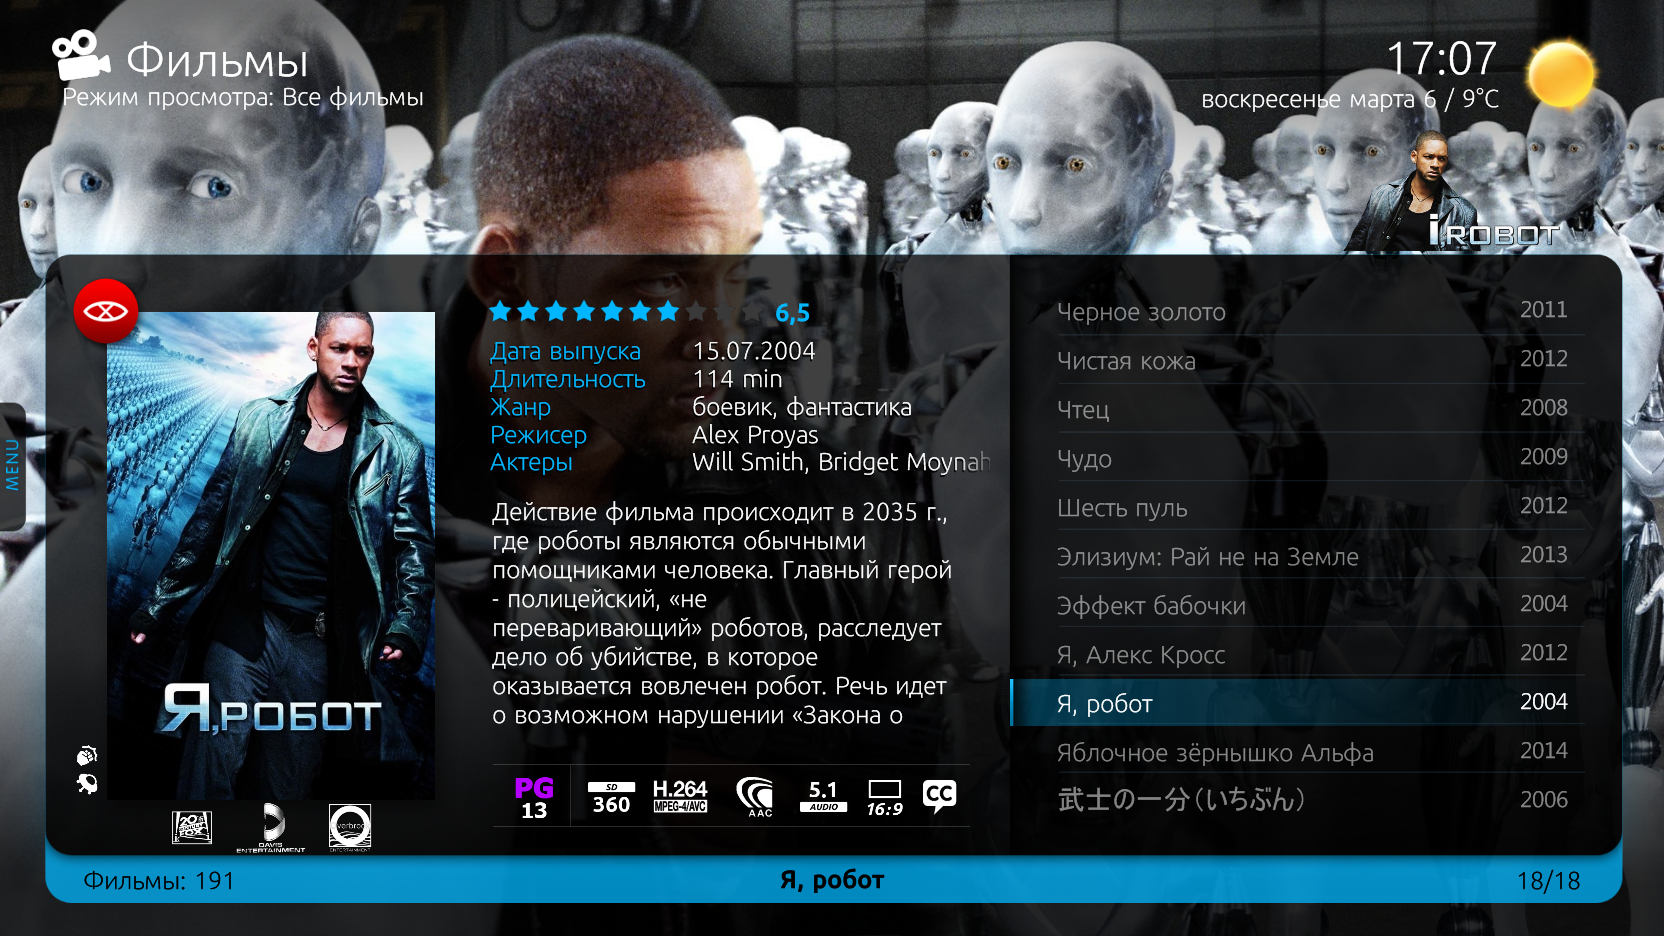 Фильмы
Режим просмотра: Все фильмы
17:07
воскресенье марта 6 / 9°C
i,ROBOT
MENU
6,5
Дата выпуска 15.07.2004
Длительность 114 min
Жанр боевик, фантастика
Режисер Alex Proyas
Актеры Will Smith, Bridget Moynah
Действие фильма происходит в 2035 г.,
где роботы являются обычными
помощниками человека. Главный герой
- полицейский, «не
переваривающий» роботов, расследует
дело об убийстве, в которое
оказывается вовлечен робот. Речь идет
о возможном нарушении «Закона о
Я,РОБОТ
PG
13
SD
360
H.264
MPEG-4/AVC
AAC
5.1
AUDIO
16:9
CC
20th
CENTURY
FOX
DAVIS
ENTERTAINMENT
overbrook
ENTERTAINMENT
Черное золото 2011
Чистая кожа 2012
Чтец 2008
Чудо 2009
Шесть пуль 2012
Элизиум: Рай не на Земле 2013
Эффект бабочки 2004
Я, Алекс Кросс 2012
Я, робот 2004
Яблочное зёрнышко Альфа 2014
武士の一分(いちぶん) 2006
Фильмы: 191
Я, робот
18/18